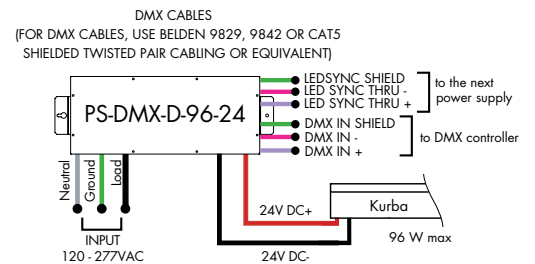 DMX CABLES
(FOR DMX CABLES, USE BELDEN 9829, 9842 OR CAT5
SHIELDED TWISTED PAIR CABLING OR EQUIVALENT)
PS-DMX-D-96-24
LEDSYNC SHIELD
LED SYNC THRU -
LED SYNC THRU +
to the next
power supply
DMX IN SHIELD
DMX IN -
DMX IN +
to DMX controller
Neutral
Ground
Load
INPUT
120 - 277VAC
24V DC+
24V DC-
Kurba
96 W max